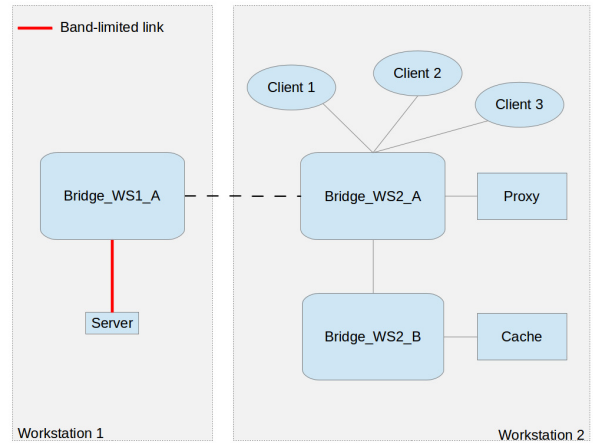 Band-limited link
Client 1
Client 2
Client 3
Bridge_WS1_A
Bridge_WS2_A
Proxy
Server
Bridge_WS2_B
Cache
Workstation 1
Workstation 2